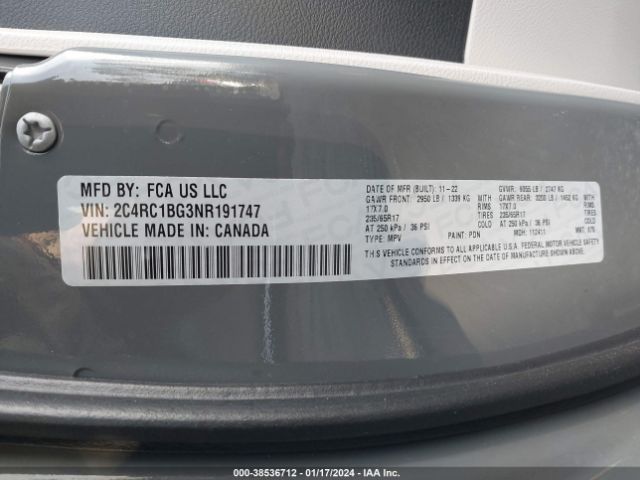 MFD BY: FCA US LLC
VIN: 2C4RC1BG3NR191747
VEHICLE MADE IN: CANADA
DATE OF MFR (BUILT): 11-22 GVWR: 6055 LB / 2747 KG
GAWR FRONT: 2950 LB / 1339 KG GAWR REAR: 3200 LB / 1452 KG
17X7.0 RIMS 17X7.0
235/65R17 TIRES 235/65R17
AT 250 kPa / 36 PSI COLD AT 250 kPa / 36 PSI
TYPE: MPV PAINT: PDN MDH: 112411
THIS VEHICLE CONFORMS TO ALL APPLICABLE U.S.A. FEDERAL MOTOR VEHICLE SAFETY
STANDARDS IN EFFECT ON THE DATE OF MANUFACTURE SHOWN ABOVE.
000-38536712 - 01/17/2024 - IAA Inc.